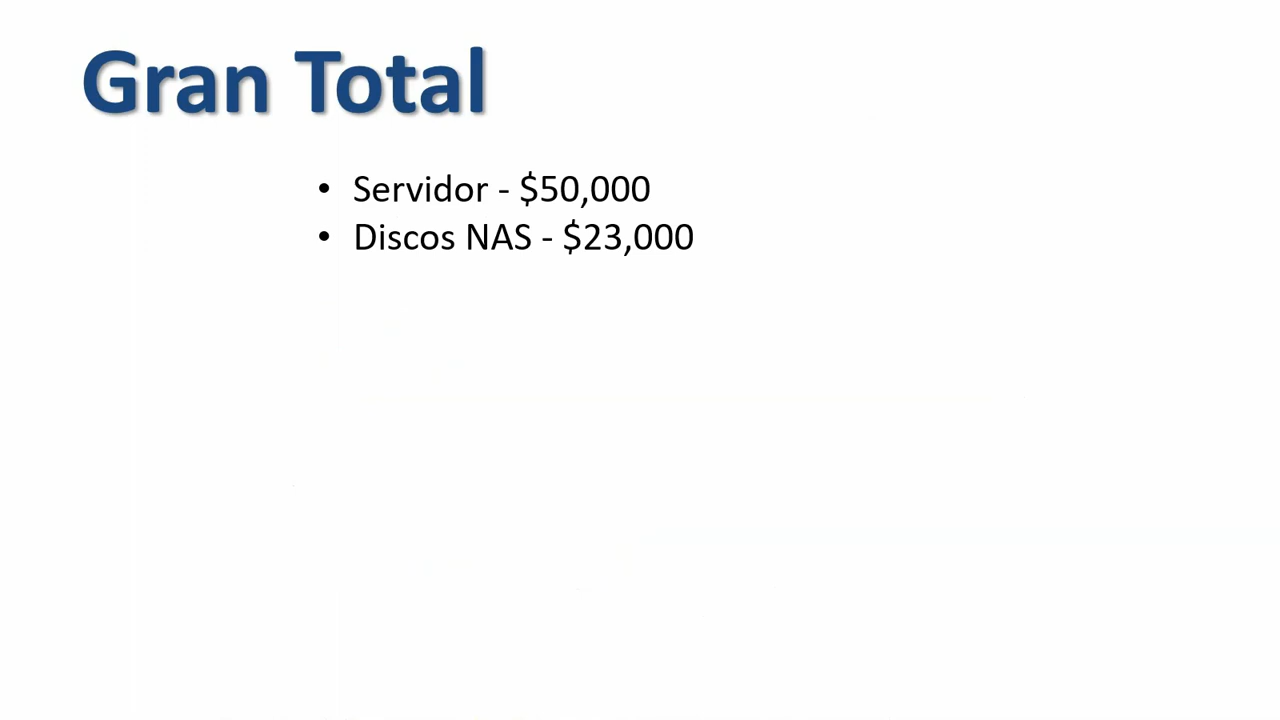 Gran Total
• Servidor - $50,000
• Discos NAS - $23,000